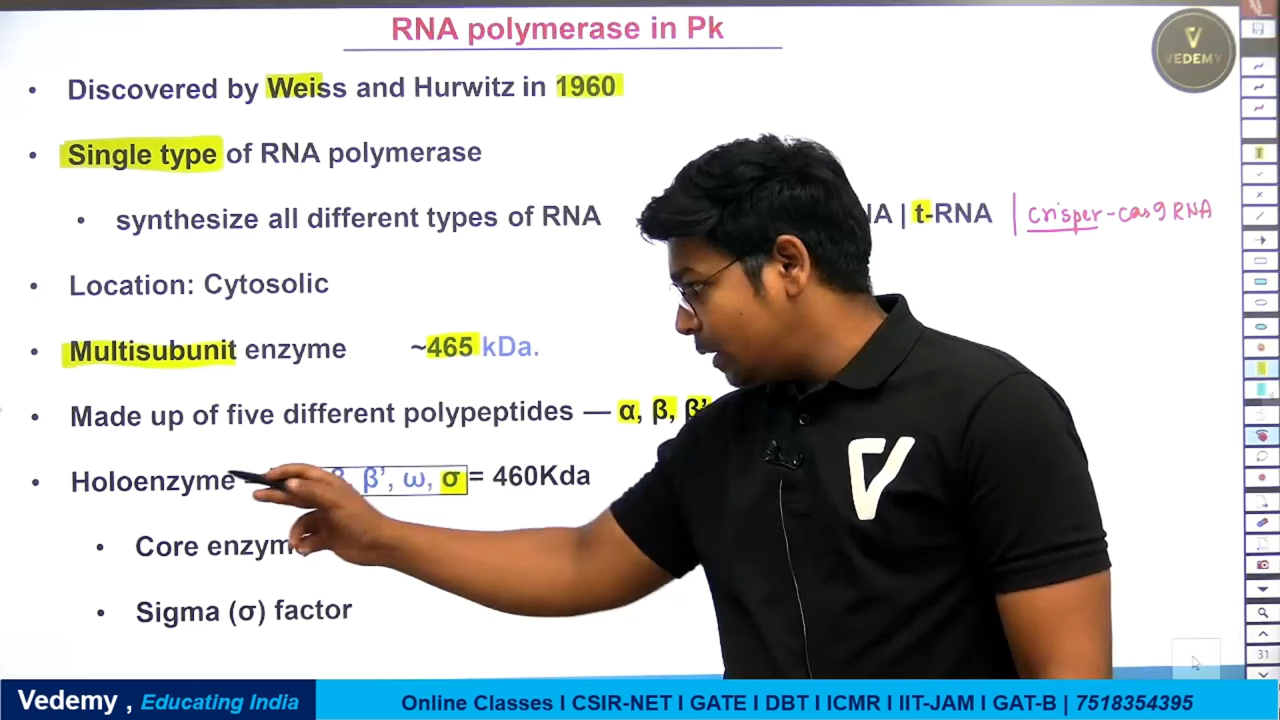 RNA polymerase in Pk
VEDEMY
• Discovered by Weiss and Hurwitz in 1960
• Single type of RNA polymerase
• synthesize all different types of RNA | t-RNA | crisper-cas9 RNA
• Location: Cytosolic
• Multisubunit enzyme ~465 kDa.
• Made up of five different polypeptides — α, β, β’
• Holoenzyme β’, ω, σ = 460Kda
• Core
• Sigma (σ) factor
31
Vedemy , Educating India
Online Classes I CSIR-NET I GATE I DBT I ICMR I IIT-JAM I GAT-B | 7518354395